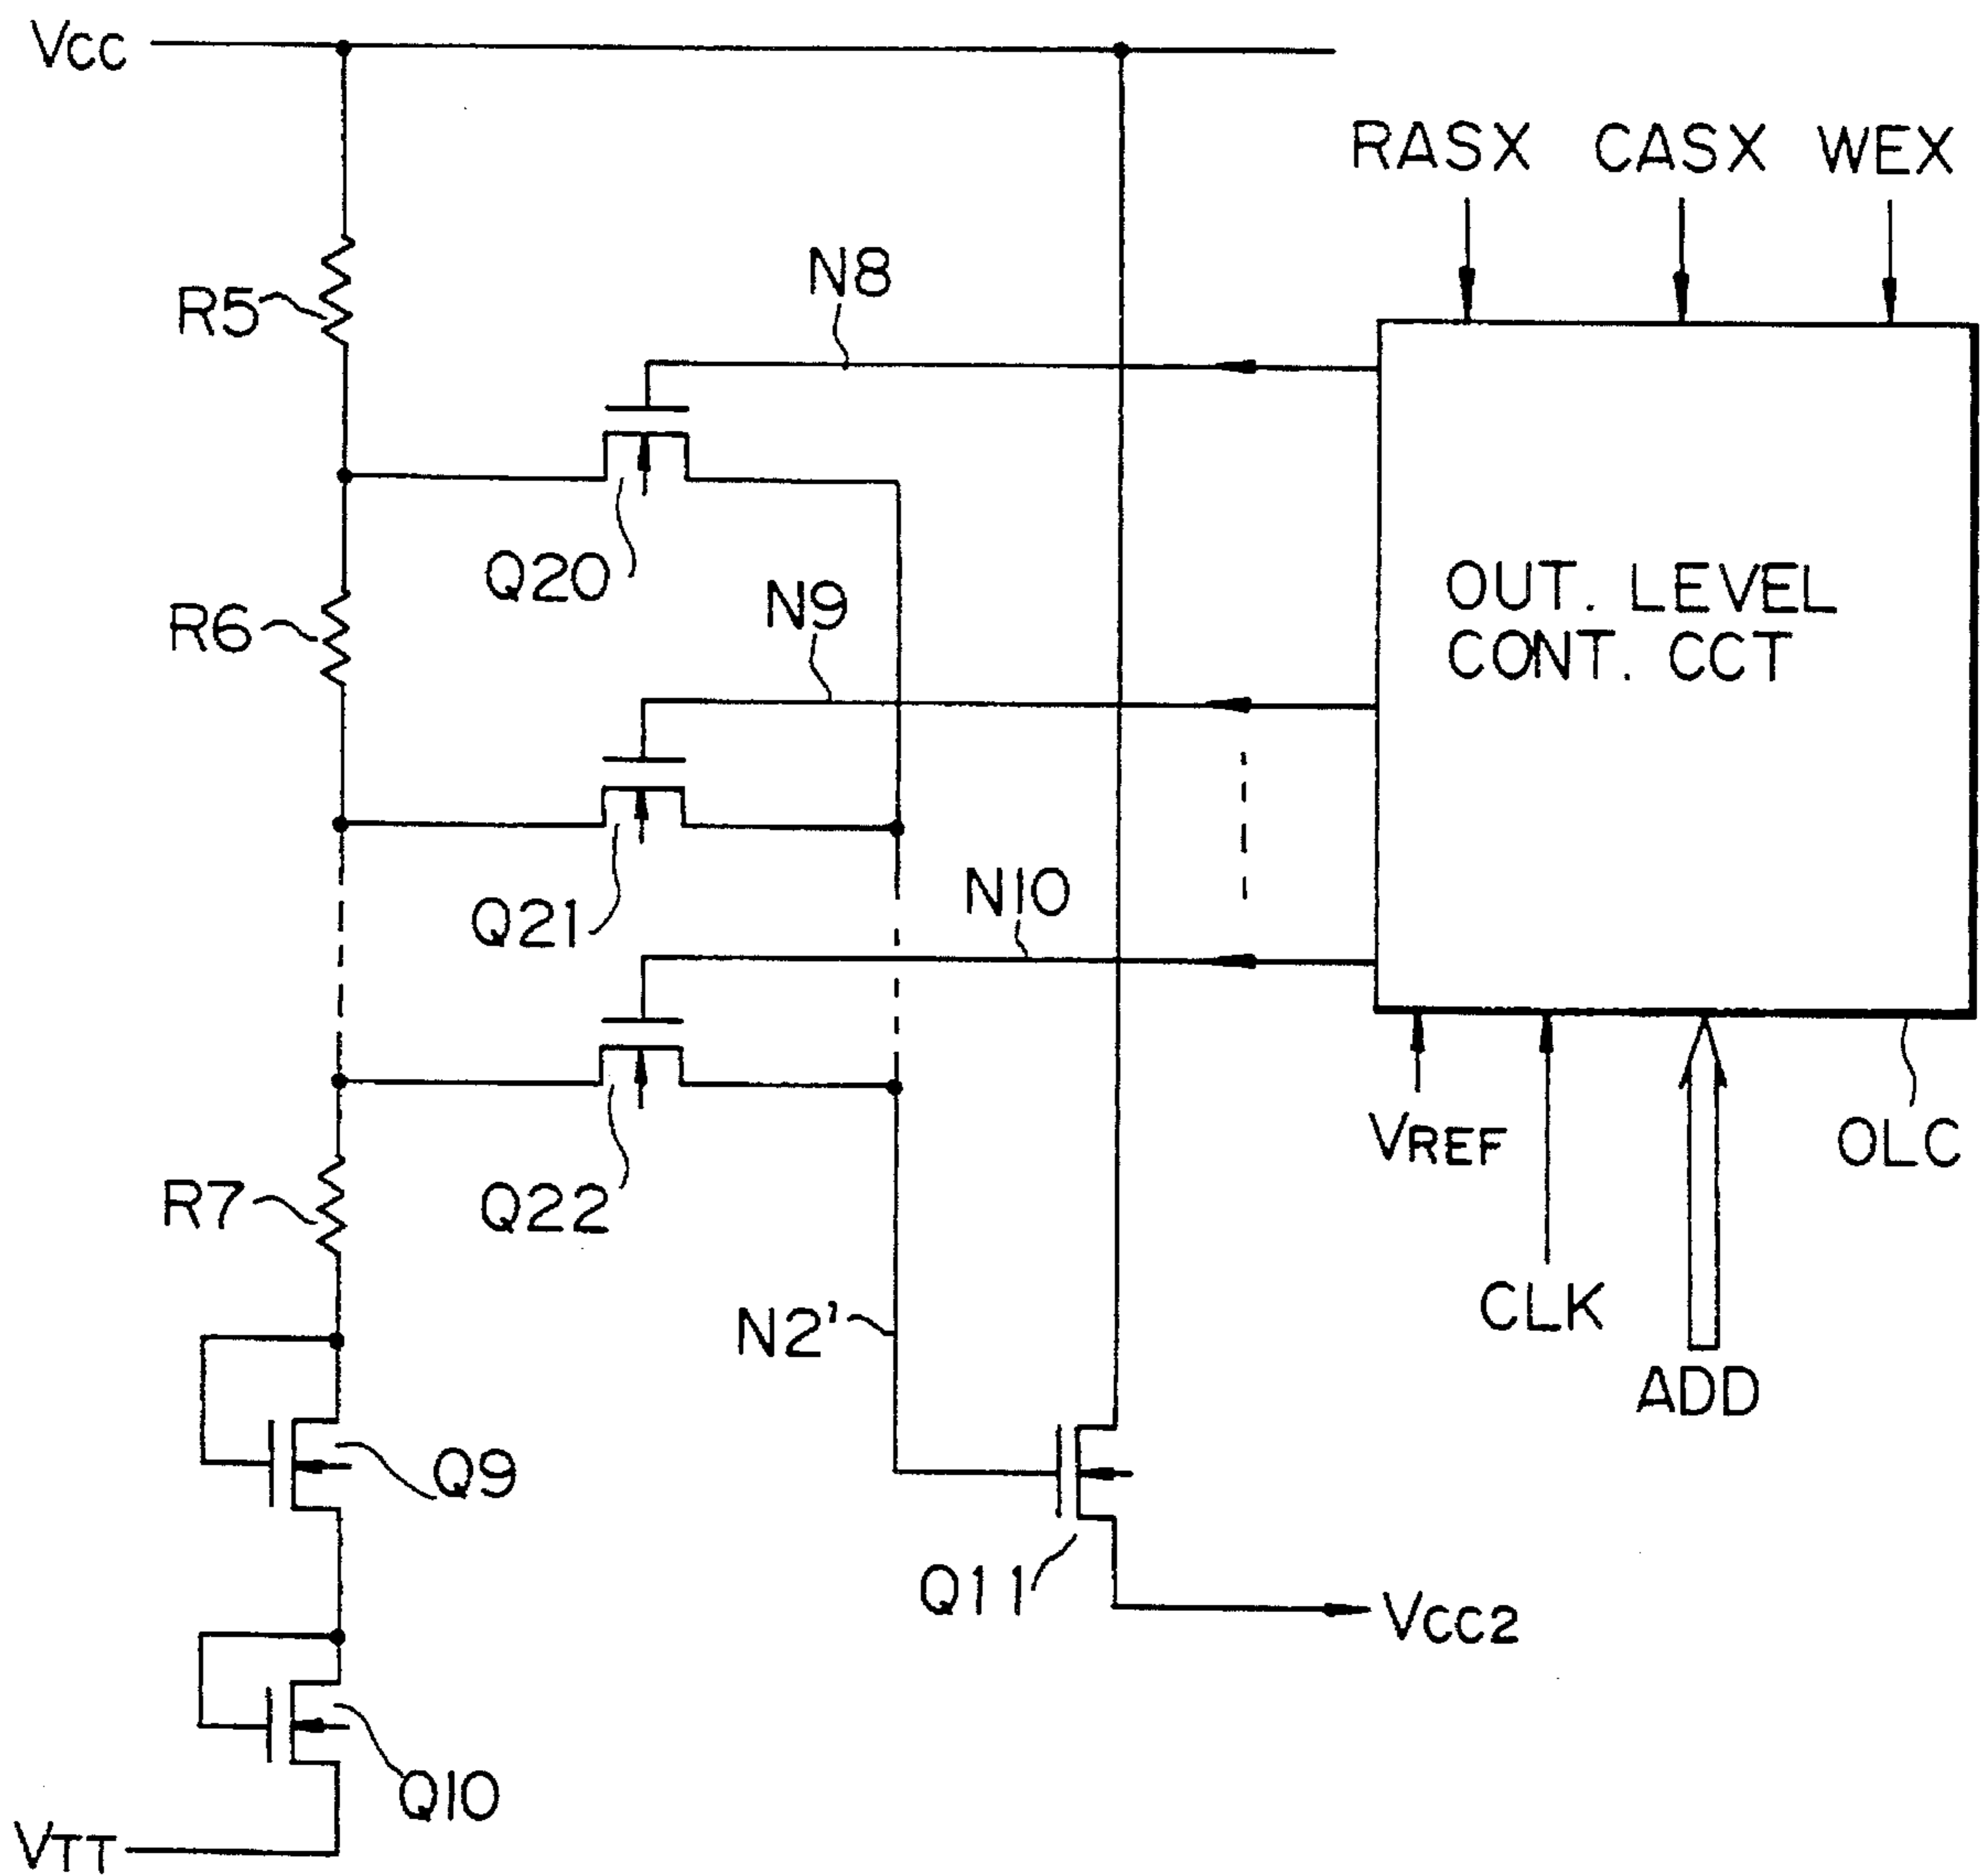 VCC
RASX CASX WEX
N8
R5
Q20
N9
R6
OUT. LEVEL
CONT. CCT
N10
Q21
VREF
OLC
R7
Q22
CLK
N2'
ADD
Q9
Q11
VCC2
Q10
VTT